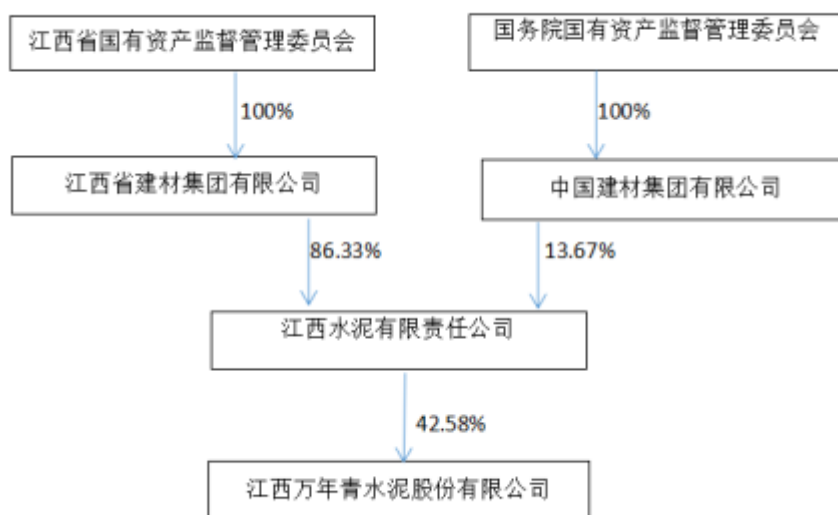 江西省国有资产监督管理委员会
国务院国有资产监督管理委员会
100%
100%
江西省建材集团有限公司
中国建材集团有限公司
86.33%
13.67%
江西水泥有限责任公司
42.58%
江西万年青水泥股份有限公司